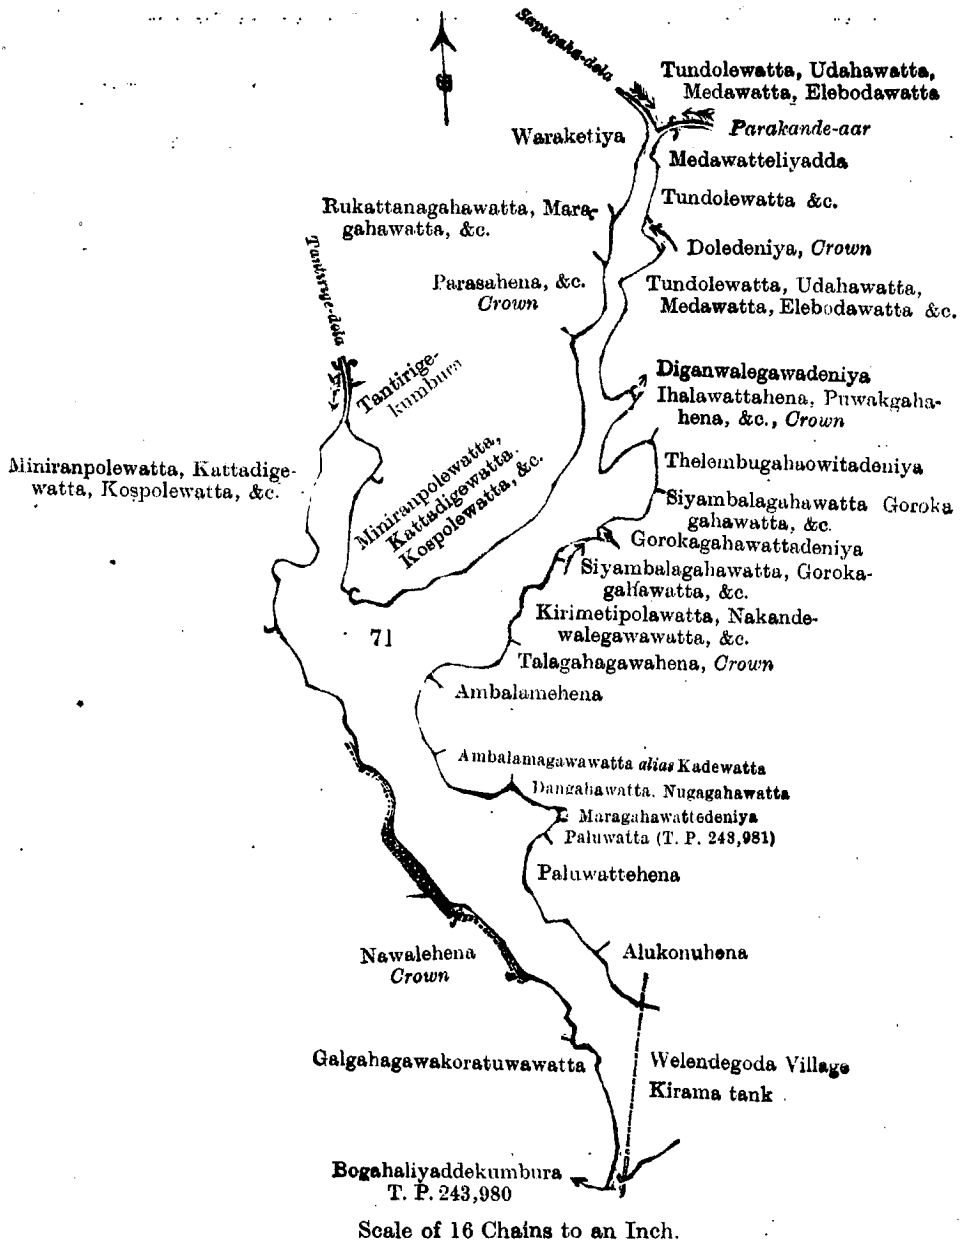 Sapugaha-dola
Tundolewatta, Udahawatta,
Medawatta, Elebodawatta
Parakande-aar
Waraketiya
Medawatteliyadda
Tundolewatta &c.
Rukattanagahawatta, Mara-
gahawatta, &c.
Doledeniya, Crown
Tantirige-dola
Parasahena, &c.
Crown
Tundolewatta, Udahawatta,
Medawatta, Elebodawatta &c.
Tantirige-
kumbura
Diganwalegawadeniya
Ihalawattahena, Puwakgaha-
hena, &c., Crown
Miniranpolewatta, Kattadige-
watta, Kospolewatta, &c.
Miniranpolewatta,
Kattadigewatta,
Kospolewatta, &c.
Thelembugahaowitadeniya
Siyambalagahawatta Goroka
gahawatta, &c.
Gorokagahawattadeniya
Siyambalagahawatta, Goroka-
gahawatta, &c.
Kirimetipolawatta, Nakande-
walegawawatta, &c.
71
Talagahagawahena, Crown
Ambalamehena
Ambalamagawawatta alias Kadewatta
Dangahawatta. Nugagahawatta
Maragahawattedeniya
Paluwatta (T. P. 243,981)
Paluwattehena
Nawalehena
Crown
Alukonuhena
Galgahagawakoratuwawatta
Welendegoda Village
Kirama tank
Bogahaliyaddekumbura
T. P. 243,980
Scale of 16 Chains to an Inch.